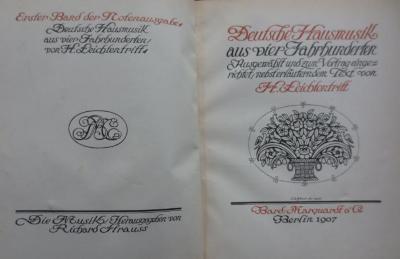 Erster Band der Notenausgabe
Deutsche Hausmusik
aus vier Jahrhunderten
von H. Leichtentritt
Die Musik / Herausgegeben von
Richard Strauss
Deutsche Hausmusik
aus vier Jahrhunderten
Ausgewählt und zum Vortrag einge-
richtet, nebst erläuterndem Text von
H. Leichtentritt
Bard Marquardt & Co
Berlin 1907